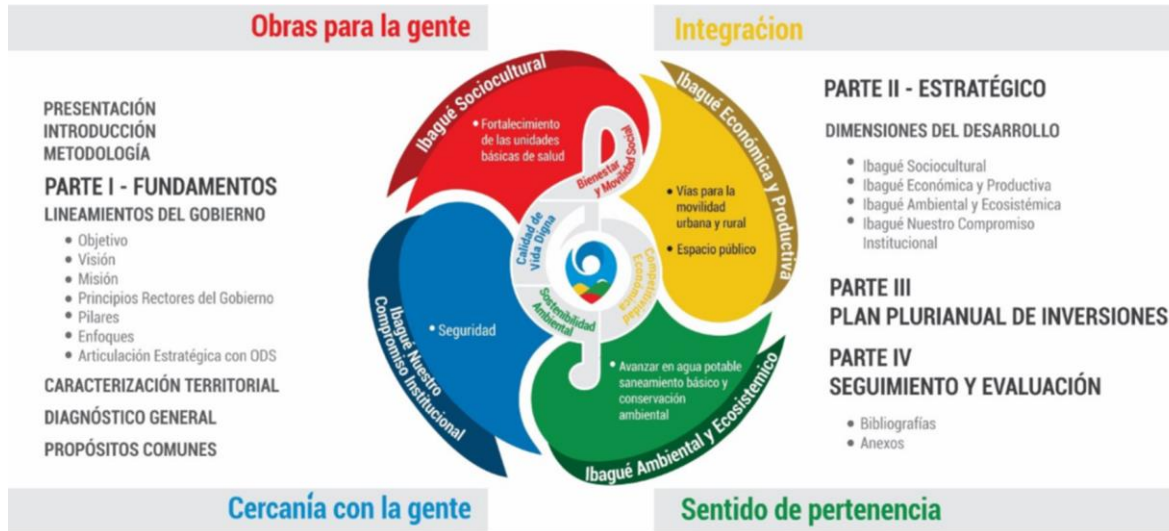 Obras para la gente
Integraćion
PRESENTACIÓN
INTRODUCCIÓN
METODOLOGÍA
PARTE I - FUNDAMENTOS
LINEAMIENTOS DEL GOBIERNO
• Objetivo
• Visión
• Misión
• Principios Rectores del Gobierno
• Pilares
• Enfoques
• Articulación Estratégica con ODS
CARACTERIZACIÓN TERRITORIAL
DIAGNÓSTICO GENERAL
PROPÓSITOS COMUNES
Ibagué Sociocultural
• Fortalecimiento
de las unidades
básicas de salud
Bienestar
y Movilidad Social
Ibagué Económica y Productiva
• Vías para la
movilidad
urbana y rural
• Espacio público
Competitividad
Económica
Calidad de
Vida Digna
Sostenibilidad
Ambiental
• Seguridad
Ibagué Nuestro
Compromiso Institucional
• Avanzar en agua potable
saneamiento básico y
conservación
ambiental
Ibagué Ambiental y Ecosistemico
PARTE II - ESTRATÉGICO
DIMENSIONES DEL DESARROLLO
• Ibagué Sociocultural
• Ibagué Económica y Productiva
• Ibagué Ambiental y Ecosistémica
• Ibagué Nuestro Compromiso
Institucional
PARTE III
PLAN PLURIANUAL DE INVERSIONES
PARTE IV
SEGUIMIENTO Y EVALUACIÓN
• Bibliografías
• Anexos
Cercanía con la gente
Sentido de pertenencia